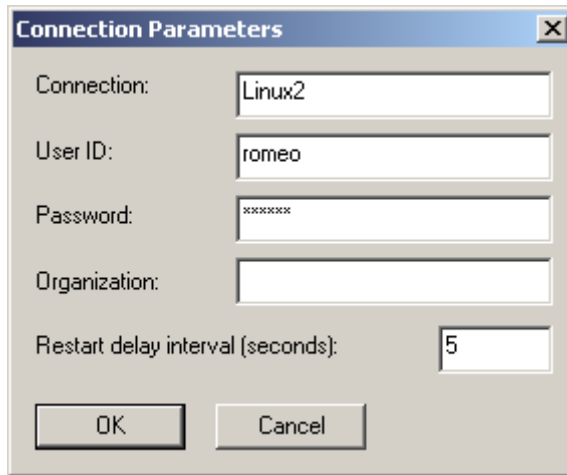 Connection Parameters
Connection: Linux2
User ID: romeo
Password: ******
Organization:
Restart delay interval (seconds): 5
OK Cancel